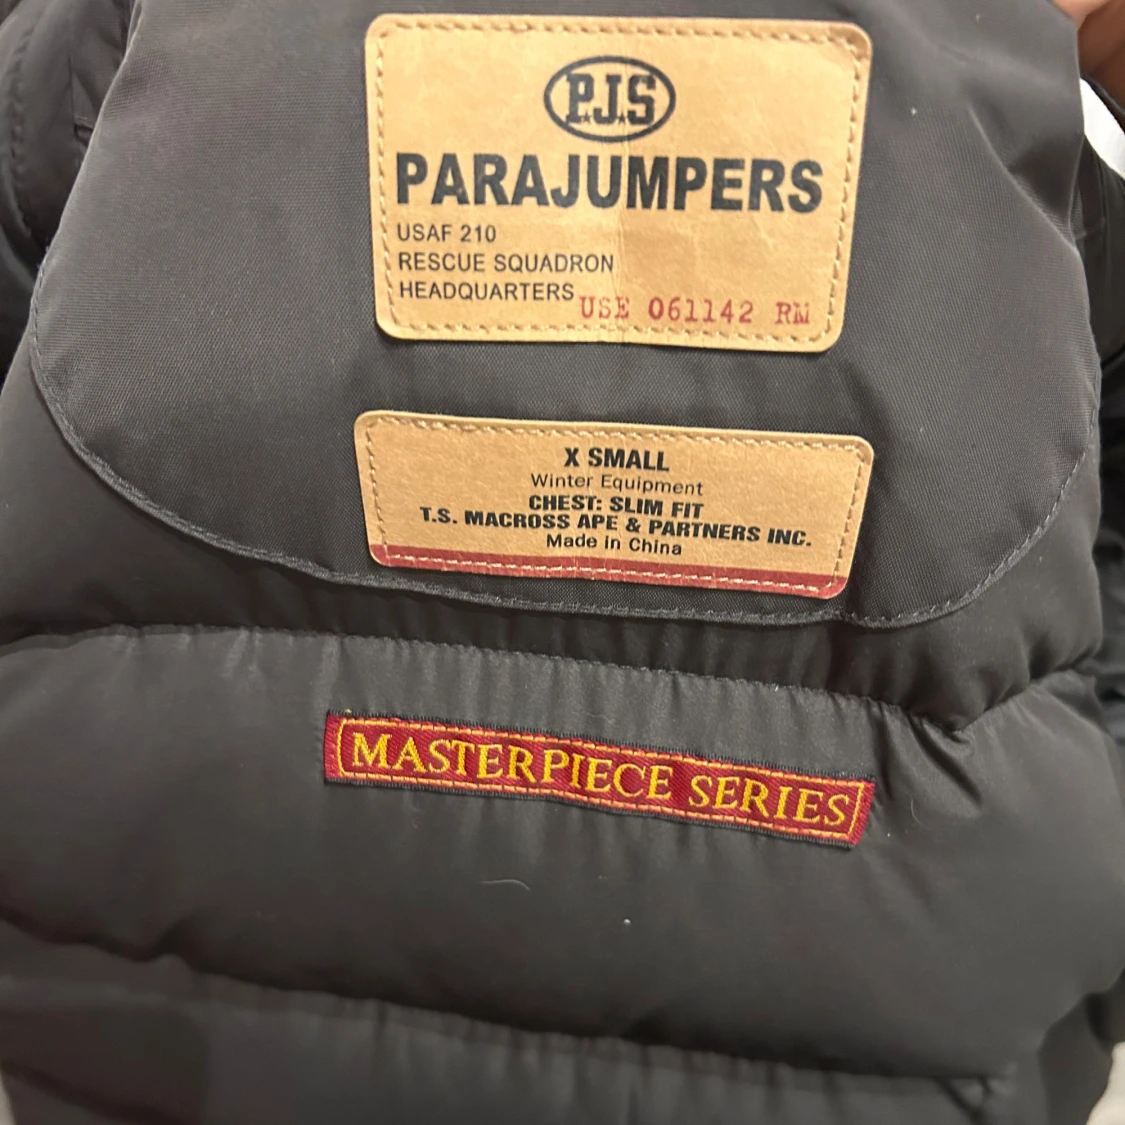 P.J.S
PARAJUMPERS
USAF 210
RESCUE SQUADRON
HEADQUARTERS
USE 061142 RM
X SMALL
Winter Equipment
CHEST: SLIM FIT
T.S. MACROSS APE & PARTNERS INC.
Made in China
MASTERPIECE SERIES